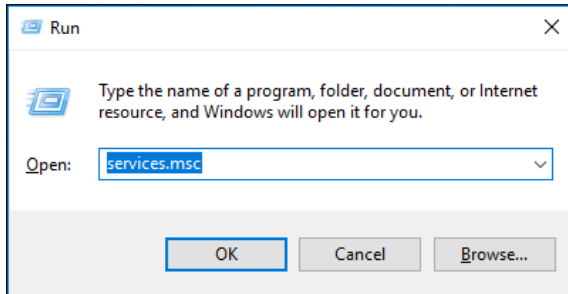 Run
Type the name of a program, folder, document, or Internet
resource, and Windows will open it for you.
Open: services.msc
OK Cancel Browse...